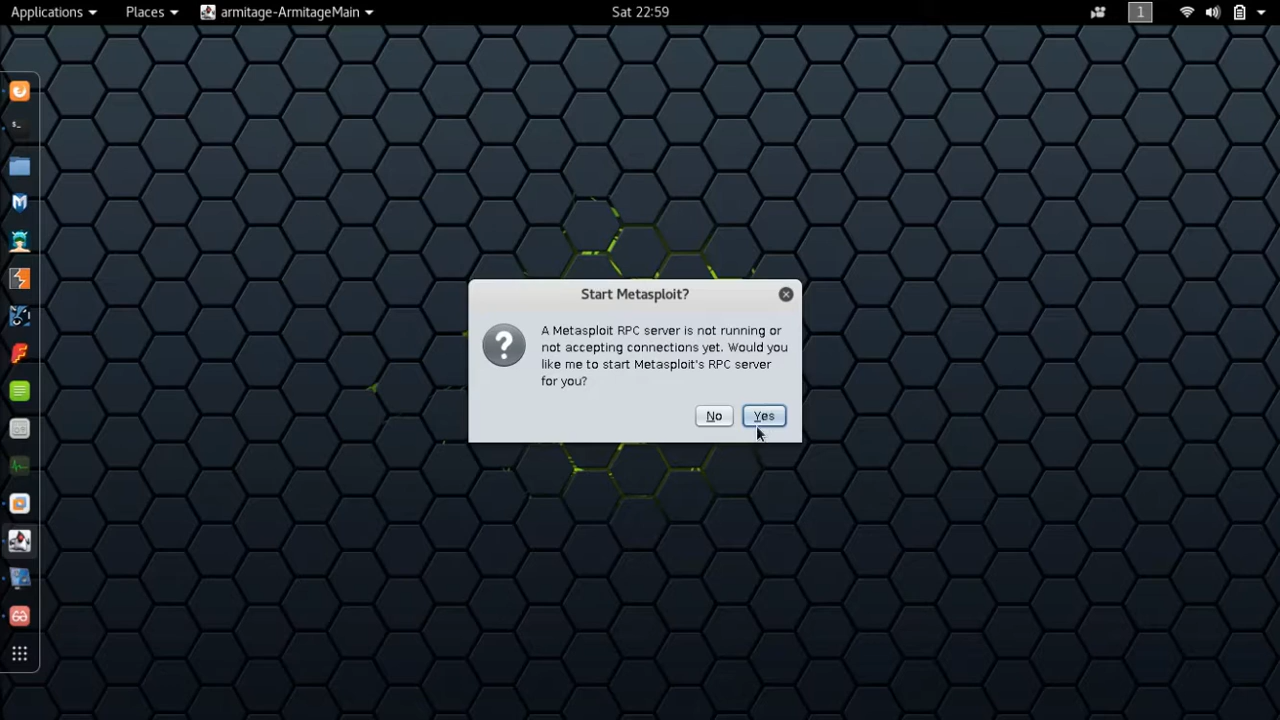 Applications
Places
armitage-ArmitageMain
Sat 22:59
1
Start Metasploit?
A Metasploit RPC server is not running or
not accepting connections yet. Would you
like me to start Metasploit's RPC server
for you?
No
Yes